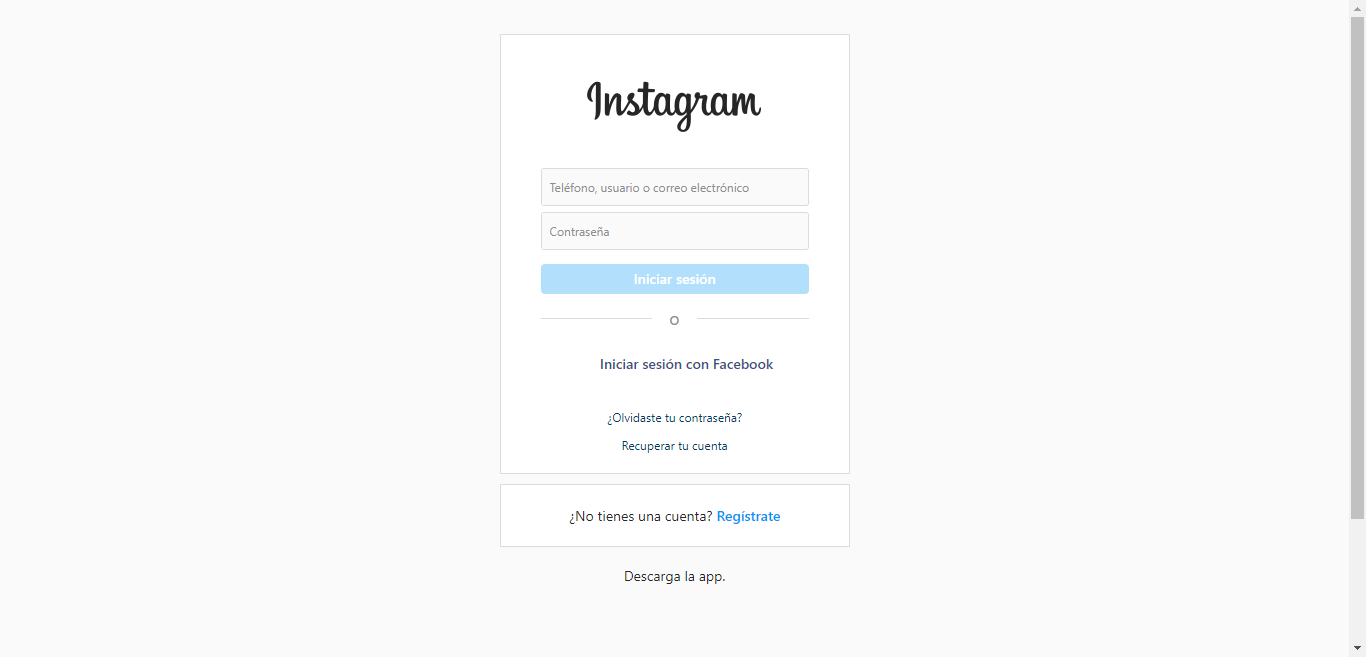 Instagram
Teléfono, usuario o correo electrónico
Contraseña
Iniciar sesión
O
Iniciar sesión con Facebook
¿Olvidaste tu contraseña?
Recuperar tu cuenta
¿No tienes una cuenta? Regístrate
Descarga la app.